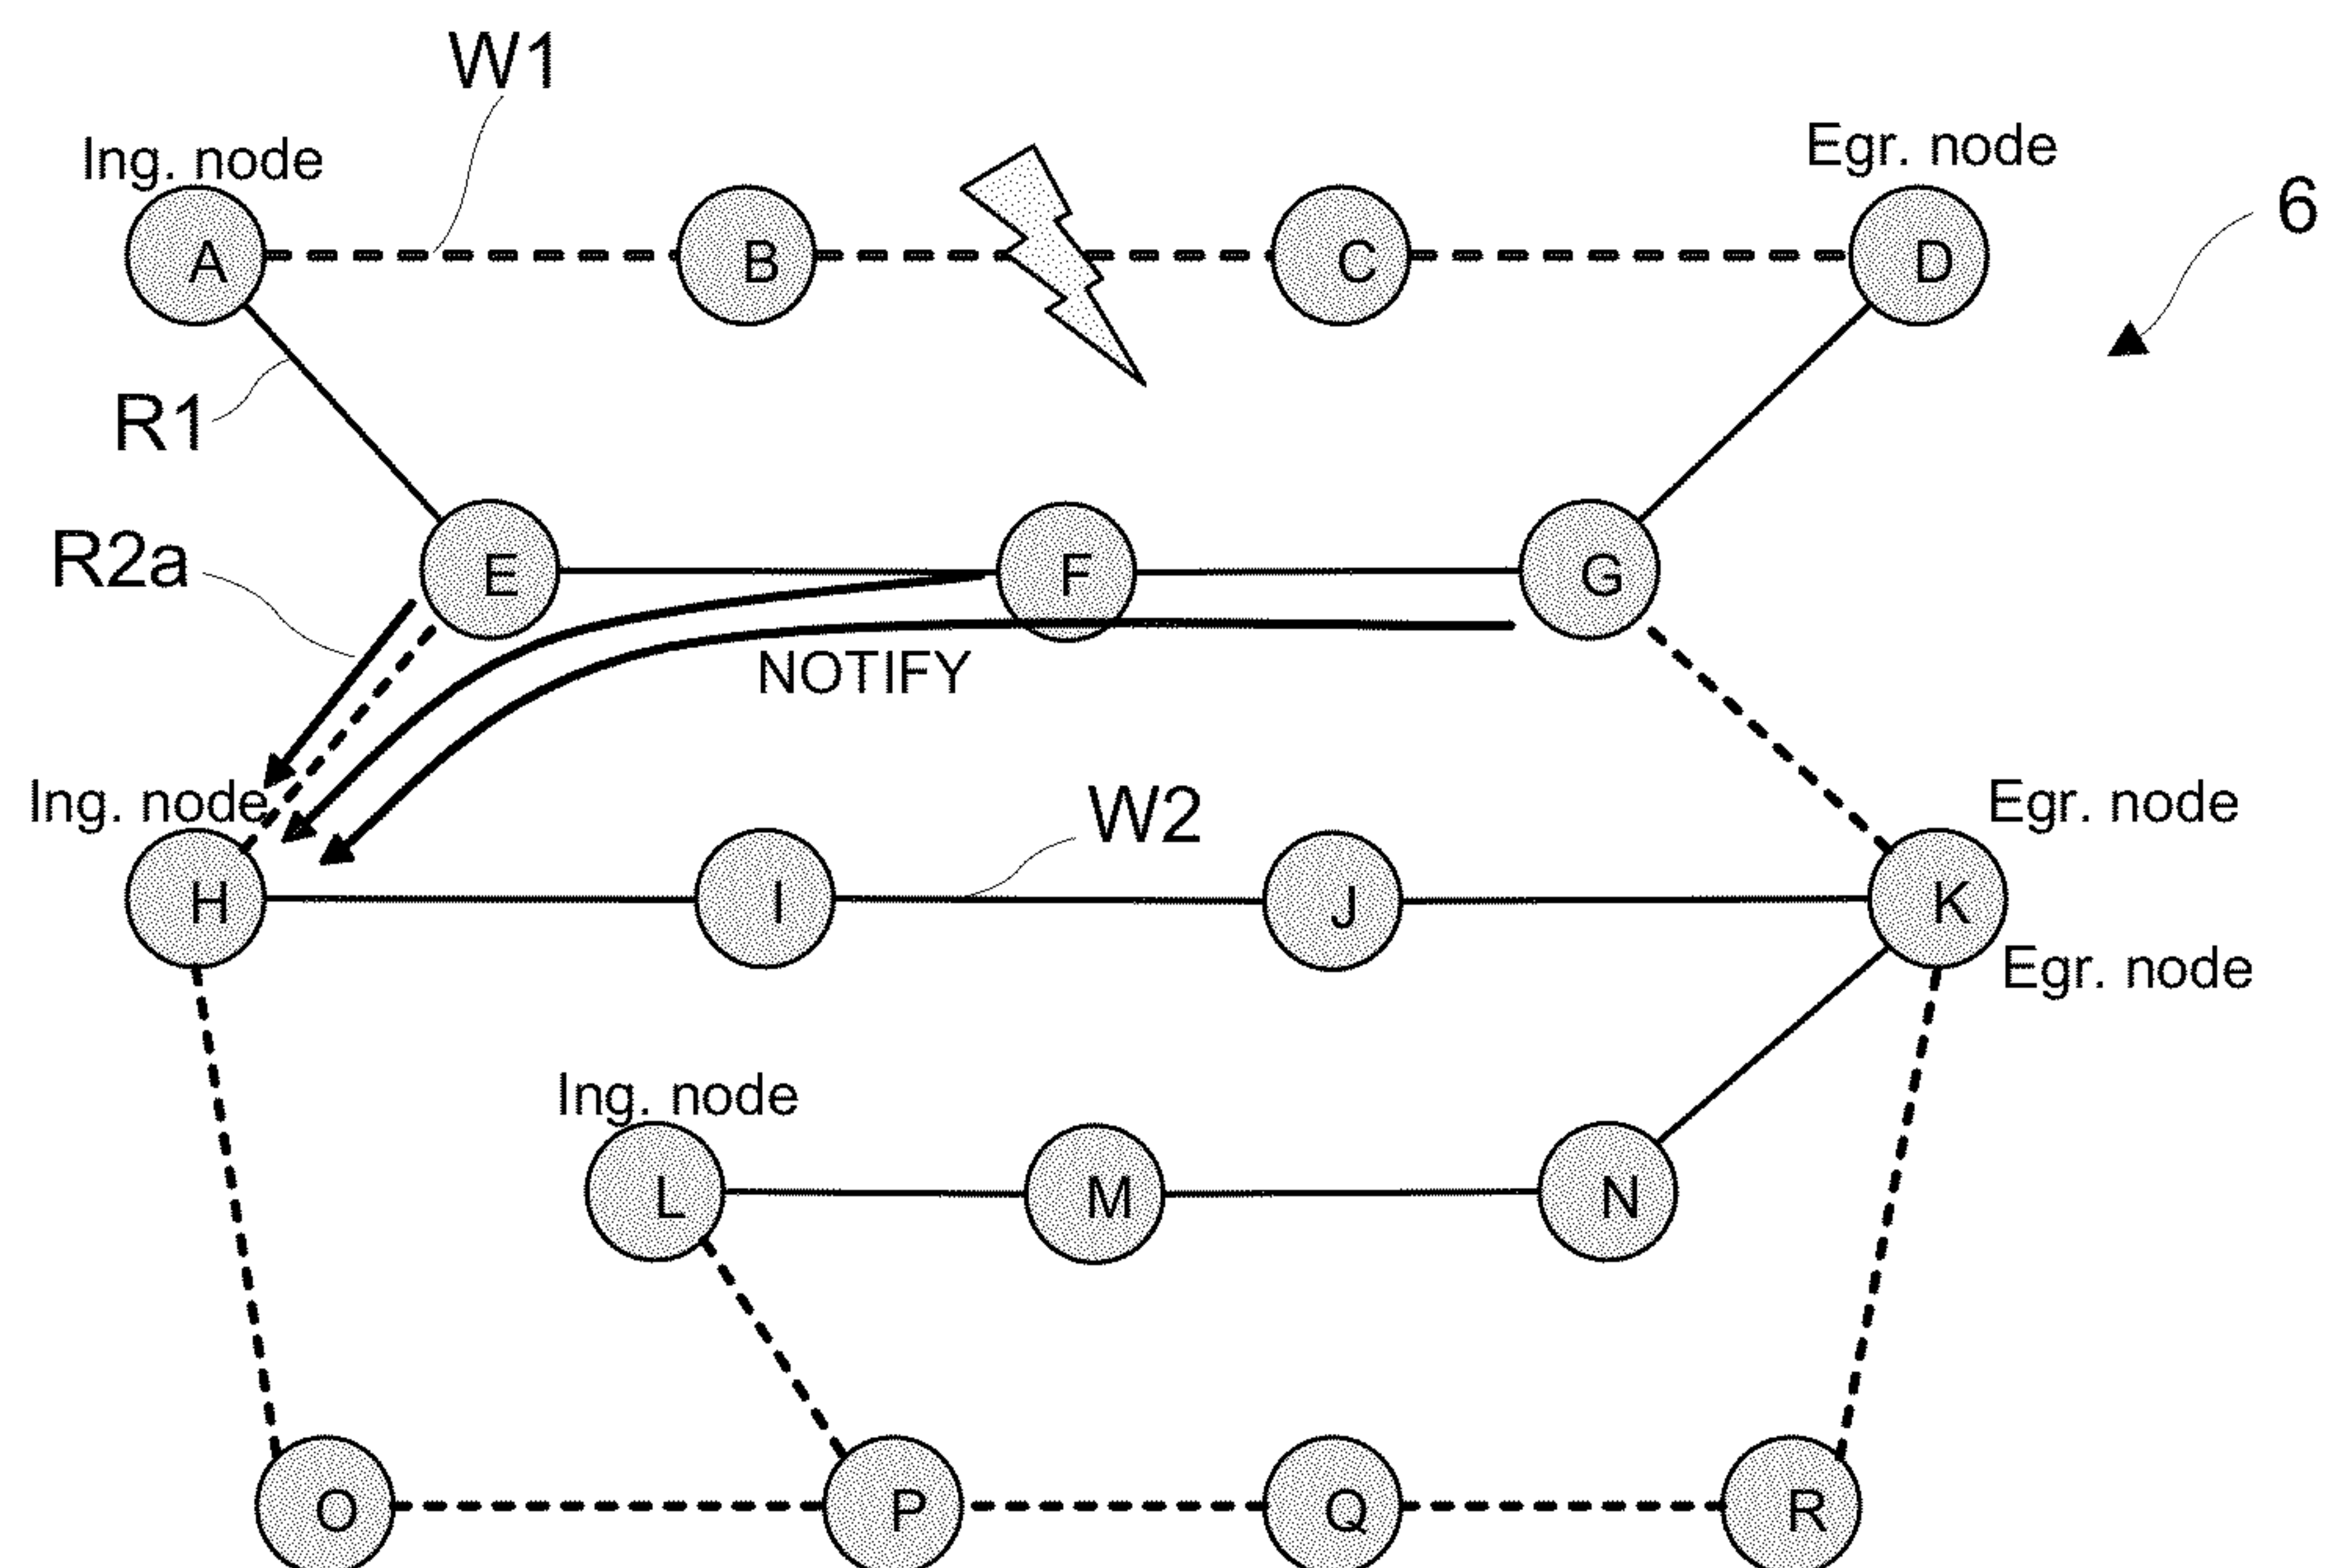 W1
Ing. node
Egr. node
6
A
B
C
D
R1
R2a
E
F
G
NOTIFY
Ing. node
W2
Egr. node
H
I
J
K
Egr. node
Ing. node
L
M
N
O
P
Q
R